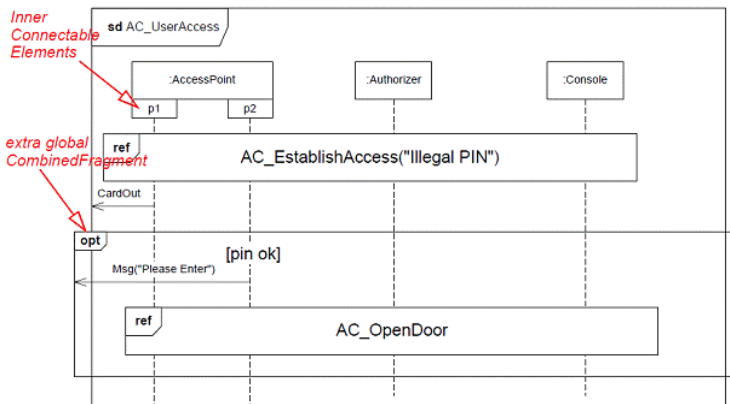 Inner
Connectable
Elements
sd AC_UserAccess
:AccessPoint
:Authorizer
:Console
p1
p2
extra global
CombinedFragment
ref
AC_EstablishAccess("Illegal PIN")
CardOut
opt
[pin ok]
Msg("Please Enter")
ref
AC_OpenDoor